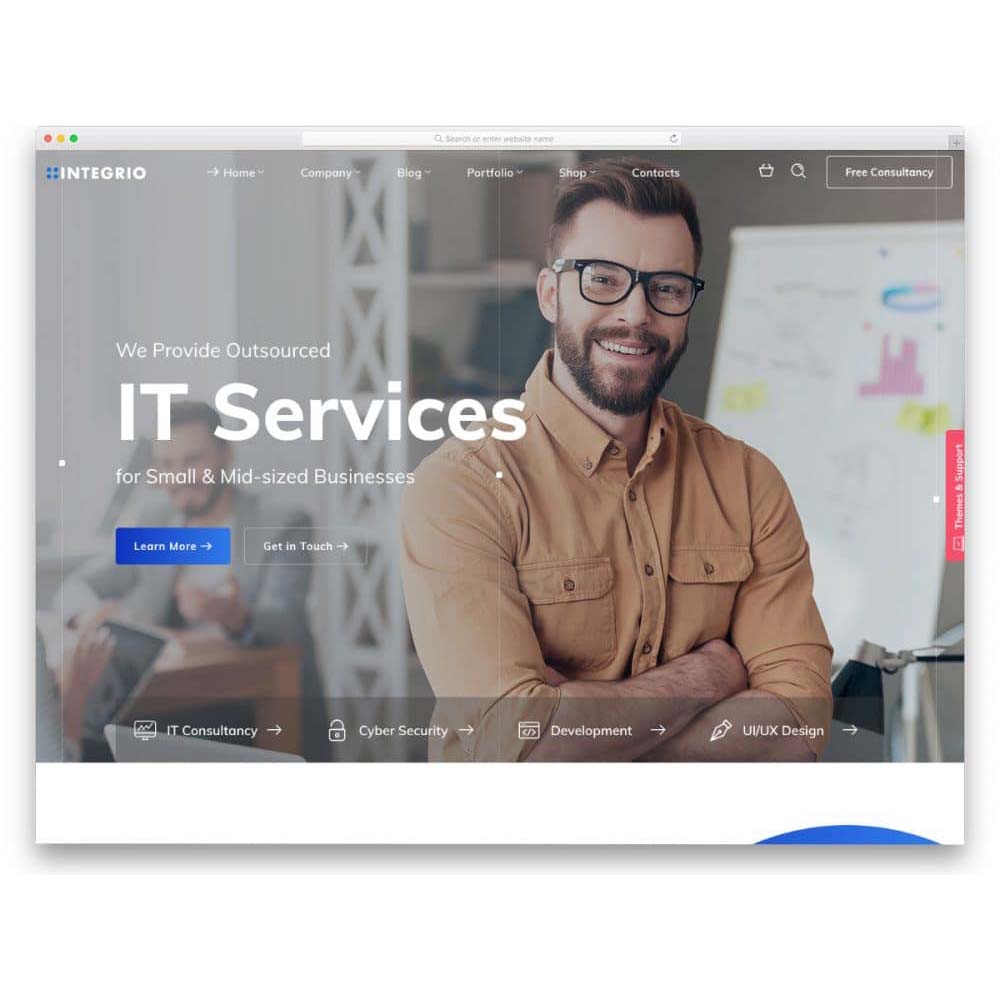 Search or enter website name
INTEGRIO
Home
Company
Blog
Portfolio
Shop
Contacts
Free Consultancy
We Provide Outsourced
IT Services
for Small & Mid-sized Businesses
Learn More
Get in Touch
Themes & Support
IT Consultancy
Cyber Security
Development
UI/UX Design